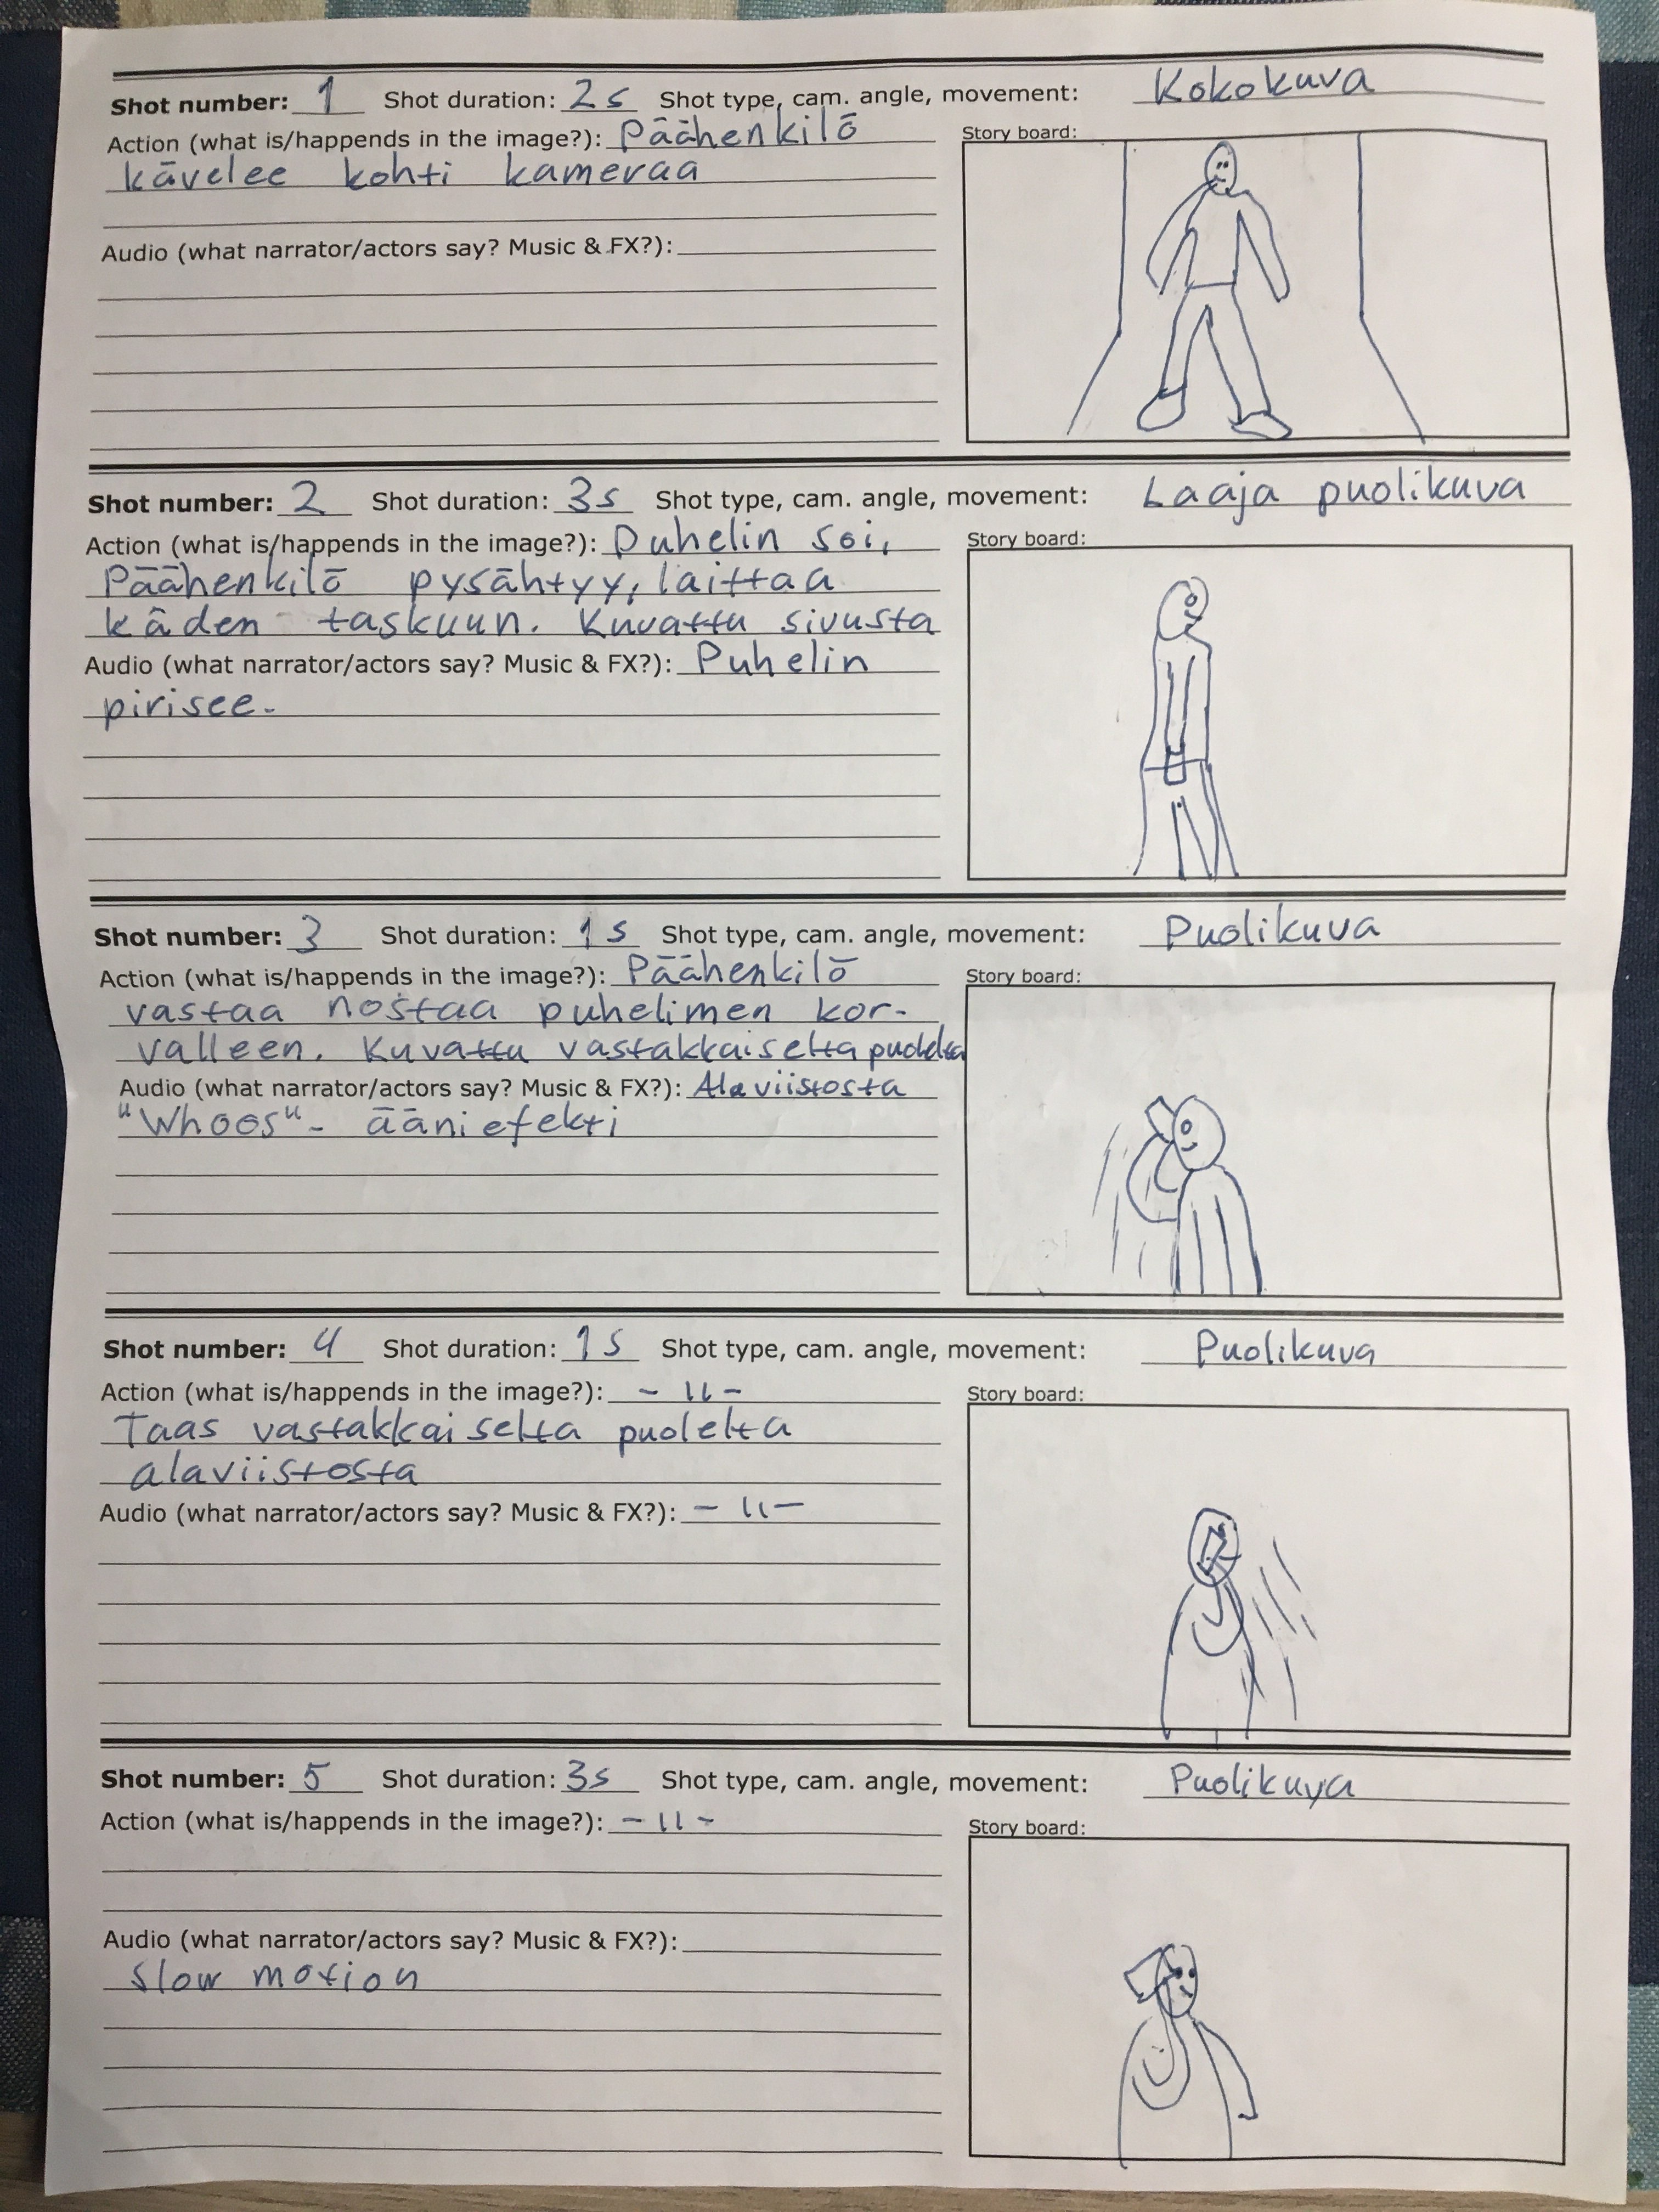 Shot number: 1 Shot duration: 2s Shot type, cam. angle, movement: Kokokuva
Action (what is/happends in the image?): Päähenkilö
kävelee kohti kameraa
Audio (what narrator/actors say? Music & FX?):
Story board:
Shot number: 2 Shot duration: 3s Shot type, cam. angle, movement: Laaja puolikuva
Action (what is/happends in the image?): Puhelin soi,
Päähenkilö pysähtyy, laittaa
käden taskuun. Kuvattu sivusta
Audio (what narrator/actors say? Music & FX?): Puhelin
pirisee.
Story board:
Shot number: 3 Shot duration: 1s Shot type, cam. angle, movement: Puolikuva
Action (what is/happends in the image?): Päähenkilö
vastaa nostaa puhelimen kor-
valleen. Kuvattu vastakkaiselta puolelta
Audio (what narrator/actors say? Music & FX?): Alaviistosta
"Whoos"- ääniefekti
Story board:
Shot number: 4 Shot duration: 1s Shot type, cam. angle, movement: Puolikuva
Action (what is/happends in the image?): - 11 -
Taas vastakkaiselta puolelta
alaviistosta
Audio (what narrator/actors say? Music & FX?): - 11 -
Story board:
Shot number: 5 Shot duration: 3s Shot type, cam. angle, movement: Puolikuva
Action (what is/happends in the image?): - 11 -
Audio (what narrator/actors say? Music & FX?):
slow motion
Story board: